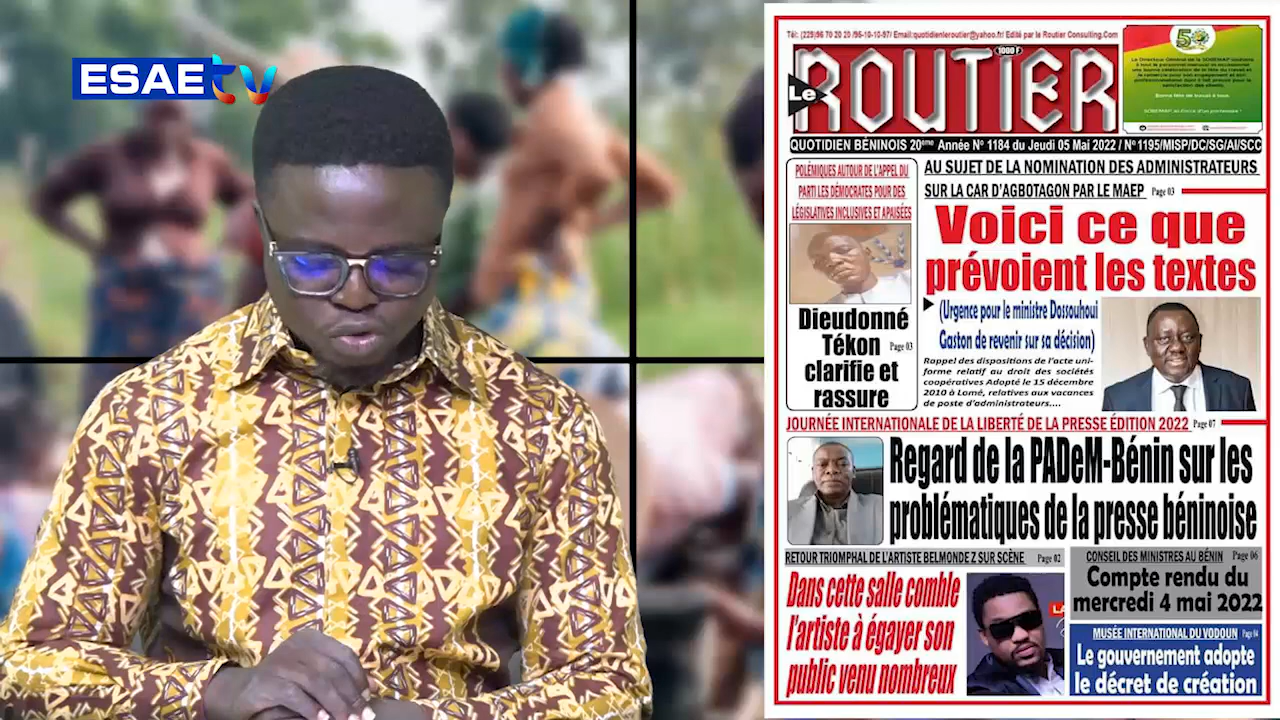 ESAE tv
Tél: (229)96 70 20 20 /95-10-10-97/ Email:quotidienleroutier@yahoo.fr/ Edité par le Routier Consulting.Com
Le ROUTIER
1000 F
50
QUOTIDIEN BÉNINOIS 20ème Année N° 1184 du Jeudi 05 Mai 2022 / N° 1195/MISP/DC/SG/AI/SCC
POLÉMIQUES AUTOUR DE L'APPEL DU
PARTI LES DÉMOCRATES POUR DES
LÉGISLATIVES INCLUSIVES ET APAISÉES
Dieudonné
Tékon Page 03
clarifie et
rassure
AU SUJET DE LA NOMINATION DES ADMINISTRATEURS
SUR LA CAR D'AGBOTAGON PAR LE MAEP Page 03
Voici ce que
prévoient les textes
(Urgence pour le ministre Dossouhoui
Gaston de revenir sur sa décision)
Rappel des dispositions de l'acte uni-
forme relatif au droit des sociétés
coopératives Adopté le 15 décembre
2010 à Lomé, relatives aux vacances
de poste d'administrateurs....
JOURNÉE INTERNATIONALE DE LA LIBERTÉ DE LA PRESSE ÉDITION 2022 Page 07
Regard de la PADeM-Bénin sur les
problématiques de la presse béninoise
RETOUR TRIOMPHAL DE L'ARTISTE BELMONDE Z SUR SCÈNE Page 02
Dans cette salle comble
l'artiste à égayer son
public venu nombreux
CONSEIL DES MINISTRES AU BÉNIN Page 06
Compte rendu du
mercredi 4 mai 2022
MUSÉE INTERNATIONAL DU VODOUN Page 04
Le gouvernement adopte
le décret de création